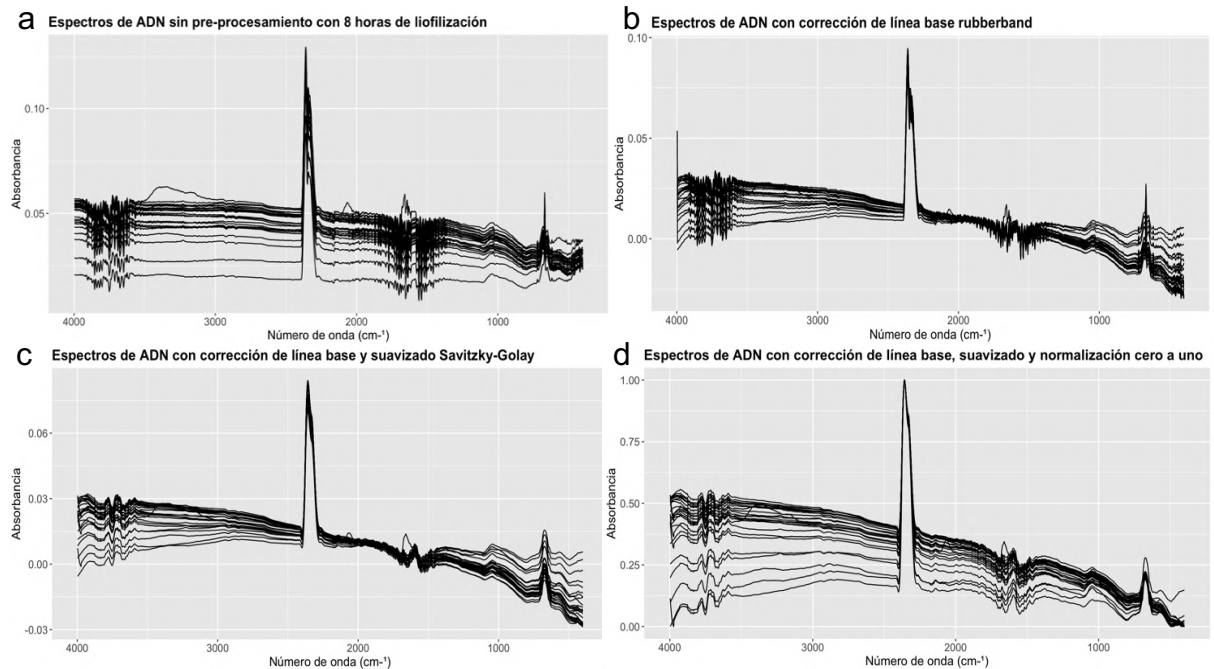 a Espectros de ADN sin pre-procesamiento con 8 horas de liofilización
0.10
0.05
Absorbancia
4000 3000 2000 1000
Número de onda (cm-¹)
b Espectros de ADN con corrección de línea base rubberband
0.10
0.05
0.00
Absorbancia
4000 3000 2000 1000
Número de onda (cm-¹)
c Espectros de ADN con corrección de línea base y suavizado Savitzky-Golay
0.06
0.03
0.00
-0.03
Absorbancia
4000 3000 2000 1000
Número de onda (cm-¹)
d Espectros de ADN con corrección de línea base, suavizado y normalización cero a uno
1.00
0.75
0.50
0.25
0.00
Absorbancia
4000 3000 2000 1000
Número de onda (cm-¹)